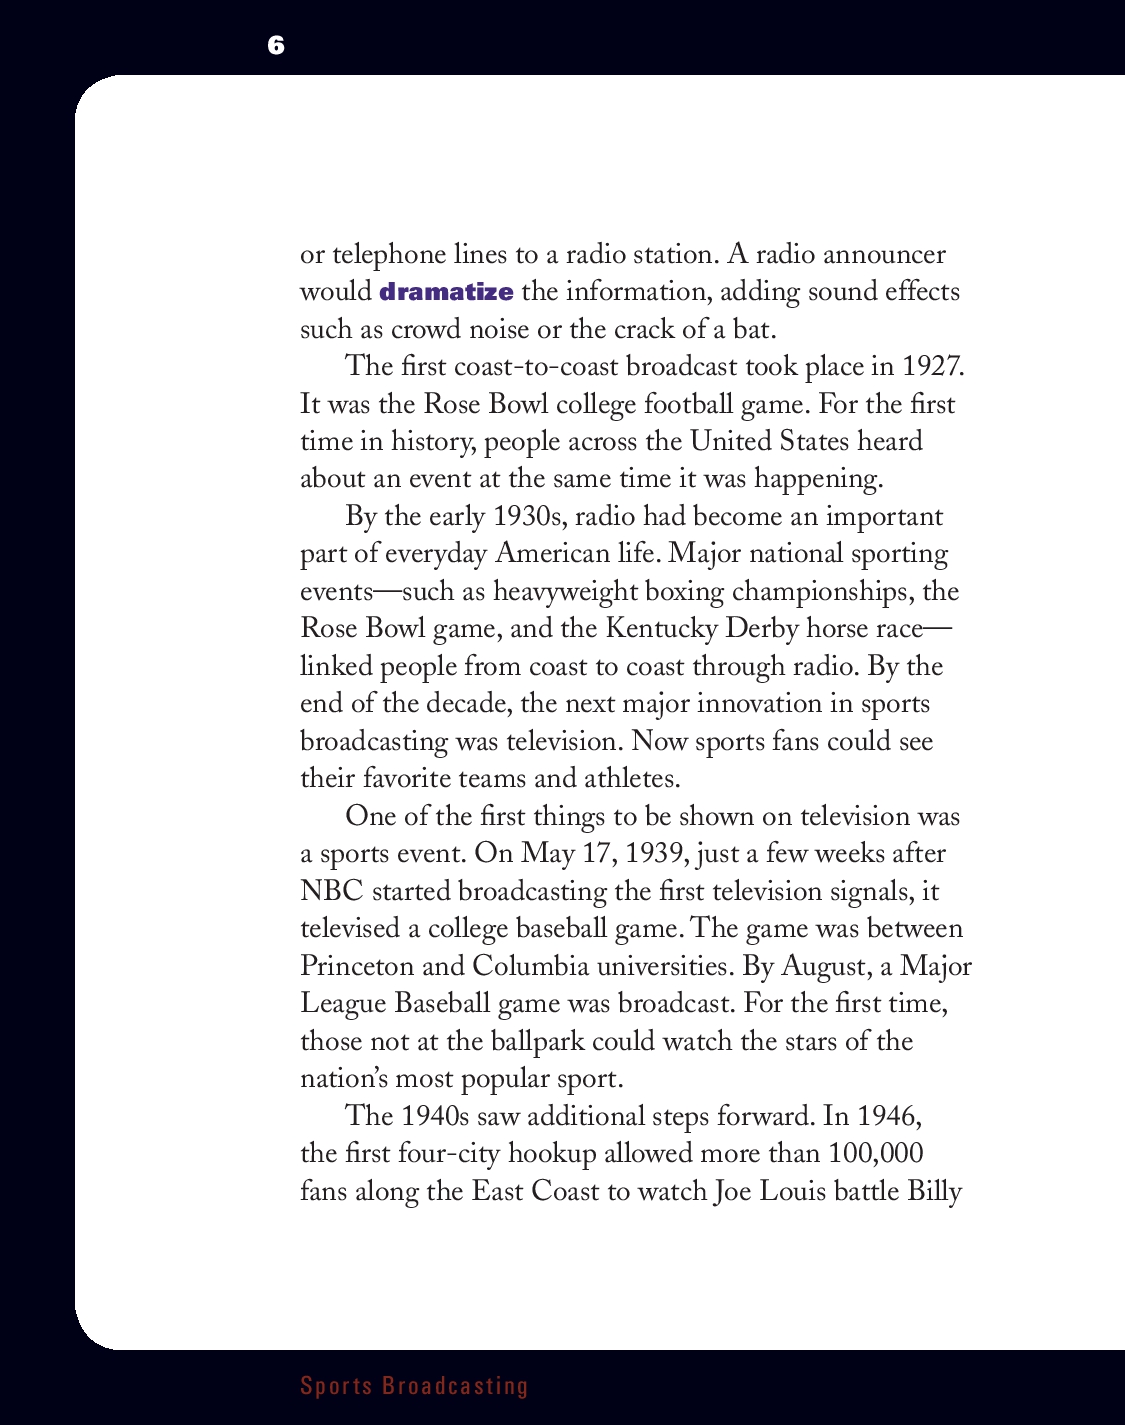 6
or telephone lines to a radio station. A radio announcer
would dramatize the information, adding sound effects
such as crowd noise or the crack of a bat.
The first coast-to-coast broadcast took place in 1927.
It was the Rose Bowl college football game. For the first
time in history, people across the United States heard
about an event at the same time it was happening.
By the early 1930s, radio had become an important
part of everyday American life. Major national sporting
events—such as heavyweight boxing championships, the
Rose Bowl game, and the Kentucky Derby horse race—
linked people from coast to coast through radio. By the
end of the decade, the next major innovation in sports
broadcasting was television. Now sports fans could see
their favorite teams and athletes.
One of the first things to be shown on television was
a sports event. On May 17, 1939, just a few weeks after
NBC started broadcasting the first television signals, it
televised a college baseball game. The game was between
Princeton and Columbia universities. By August, a Major
League Baseball game was broadcast. For the first time,
those not at the ballpark could watch the stars of the
nation’s most popular sport.
The 1940s saw additional steps forward. In 1946,
the first four-city hookup allowed more than 100,000
fans along the East Coast to watch Joe Louis battle Billy
Sports Broadcasting